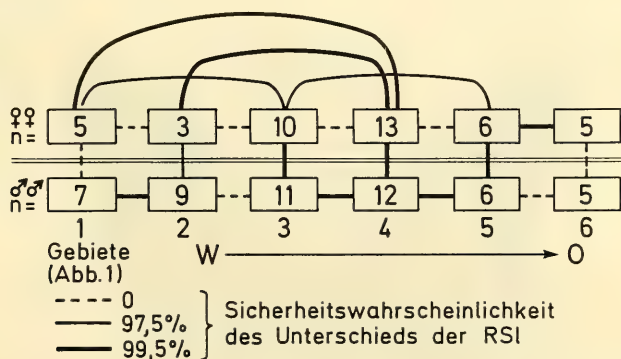 ♀♀ n= 5 3 10 13 6 5
♂♂ n= 7 9 11 12 6 5
1 2 3 4 5 6
Gebiete
(Abb.1)
W O
0
97,5%
99,5%
Sicherheitswahrscheinlichkeit
des Unterschieds der RSI